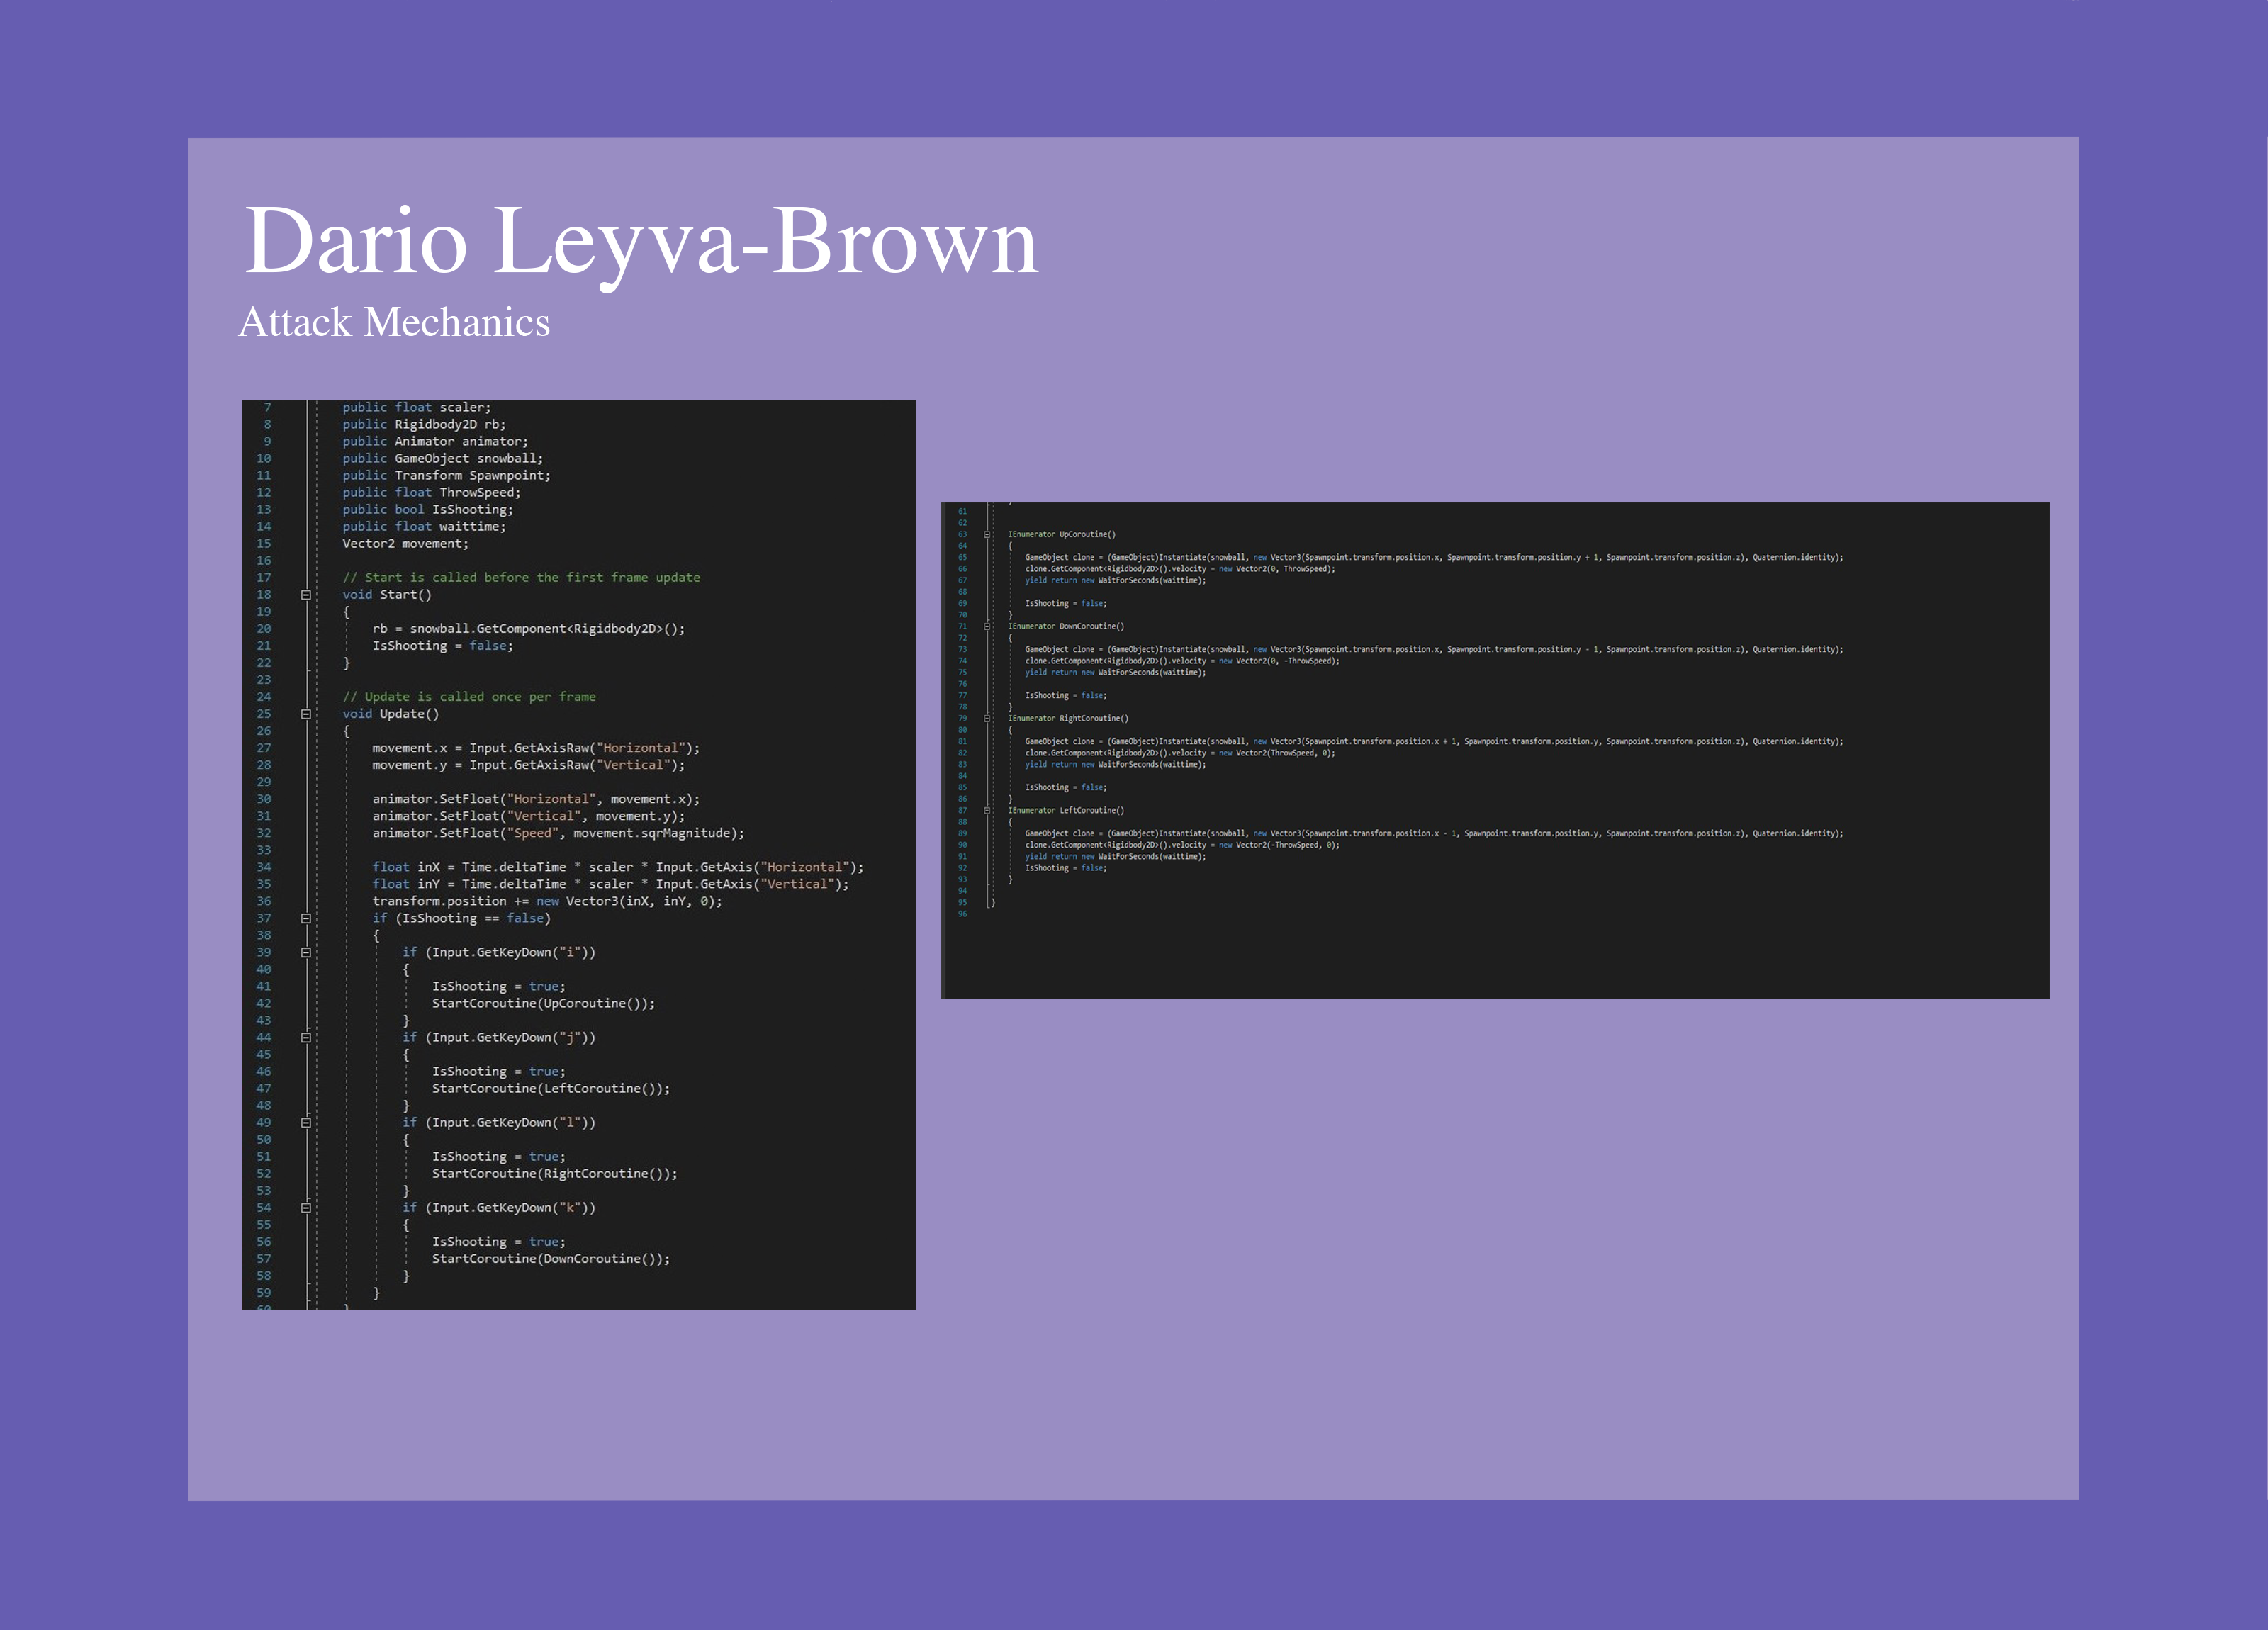 Dario Leyva-Brown
Attack Mechanics
7 public float scaler;
8 public Rigidbody2D rb;
9 public Animator animator;
10 public GameObject snowball;
11 public Transform Spawnpoint;
12 public float ThrowSpeed;
13 public bool IsShooting;
14 public float waittime;
15 Vector2 movement;
16
17 // Start is called before the first frame update
18 void Start()
19 {
20 rb = snowball.GetComponent<Rigidbody2D>();
21 IsShooting = false;
22 }
23
24 // Update is called once per frame
25 void Update()
26 {
27 movement.x = Input.GetAxisRaw("Horizontal");
28 movement.y = Input.GetAxisRaw("Vertical");
29
30 animator.SetFloat("Horizontal", movement.x);
31 animator.SetFloat("Vertical", movement.y);
32 animator.SetFloat("Speed", movement.sqrMagnitude);
33
34 float inX = Time.deltaTime * scaler * Input.GetAxis("Horizontal");
35 float inY = Time.deltaTime * scaler * Input.GetAxis("Vertical");
36 transform.position += new Vector3(inX, inY, 0);
37 if (IsShooting == false)
38 {
39 if (Input.GetKeyDown("i"))
40 {
41 IsShooting = true;
42 StartCoroutine(UpCoroutine());
43 }
44 if (Input.GetKeyDown("j"))
45 {
46 IsShooting = true;
47 StartCoroutine(LeftCoroutine());
48 }
49 if (Input.GetKeyDown("l"))
50 {
51 IsShooting = true;
52 StartCoroutine(RightCoroutine());
53 }
54 if (Input.GetKeyDown("k"))
55 {
56 IsShooting = true;
57 StartCoroutine(DownCoroutine());
58 }
59 }
60 }
61
62
63 IEnumerator UpCoroutine()
64 {
65 GameObject clone = (GameObject)Instantiate(snowball, new Vector3(Spawnpoint.transform.position.x, Spawnpoint.transform.position.y + 1, Spawnpoint.transform.position.z), Quaternion.identity);
66 clone.GetComponent<Rigidbody2D>().velocity = new Vector2(0, ThrowSpeed);
67 yield return new WaitForSeconds(waittime);
68
69 IsShooting = false;
70 }
71 IEnumerator DownCoroutine()
72 {
73 GameObject clone = (GameObject)Instantiate(snowball, new Vector3(Spawnpoint.transform.position.x, Spawnpoint.transform.position.y - 1, Spawnpoint.transform.position.z), Quaternion.identity);
74 clone.GetComponent<Rigidbody2D>().velocity = new Vector2(0, -ThrowSpeed);
75 yield return new WaitForSeconds(waittime);
76
77 IsShooting = false;
78 }
79 IEnumerator RightCoroutine()
80 {
81 GameObject clone = (GameObject)Instantiate(snowball, new Vector3(Spawnpoint.transform.position.x + 1, Spawnpoint.transform.position.y, Spawnpoint.transform.position.z), Quaternion.identity);
82 clone.GetComponent<Rigidbody2D>().velocity = new Vector2(ThrowSpeed, 0);
83 yield return new WaitForSeconds(waittime);
84
85 IsShooting = false;
86 }
87 IEnumerator LeftCoroutine()
88 {
89 GameObject clone = (GameObject)Instantiate(snowball, new Vector3(Spawnpoint.transform.position.x - 1, Spawnpoint.transform.position.y, Spawnpoint.transform.position.z), Quaternion.identity);
90 clone.GetComponent<Rigidbody2D>().velocity = new Vector2(-ThrowSpeed, 0);
91 yield return new WaitForSeconds(waittime);
92 IsShooting = false;
93 }
94
95 }
96